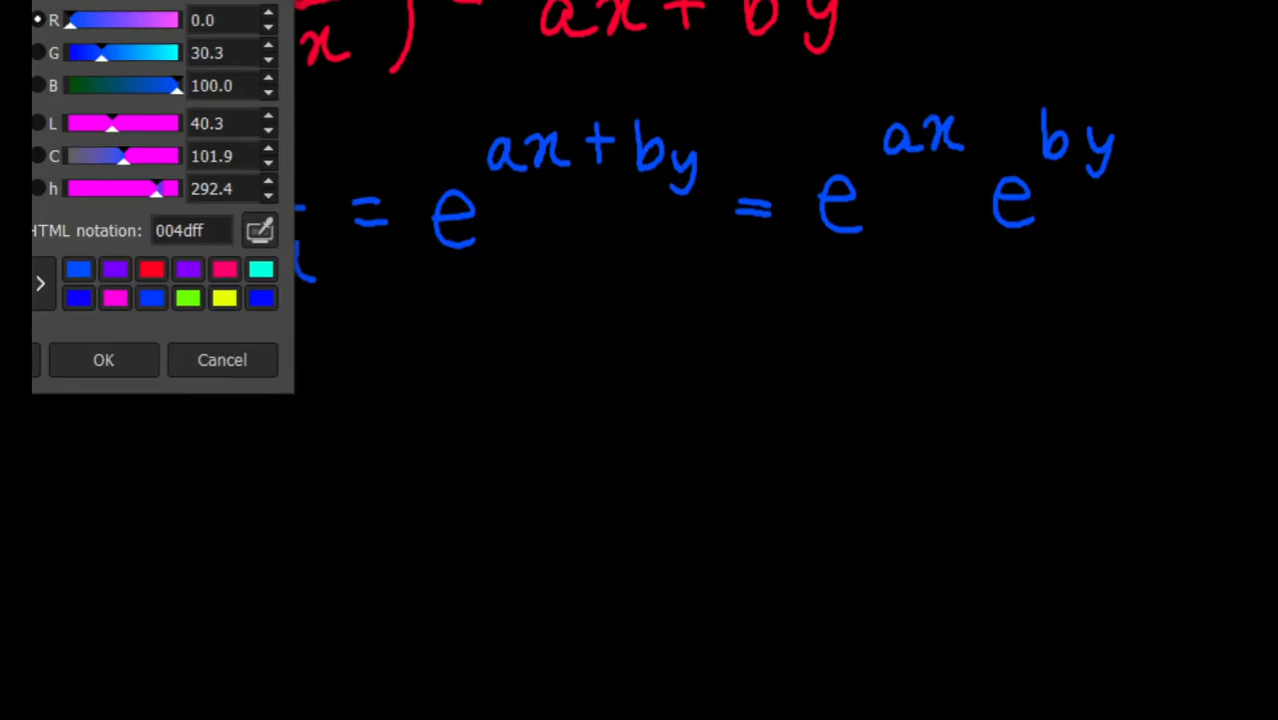 R 0.0
G 30.3
B 100.0
L 40.3
C 101.9
h 292.4
HTML notation: 004dff
OK Cancel
x ) = ax + by
= e^{ax+by} = e^{ax} e^{by}